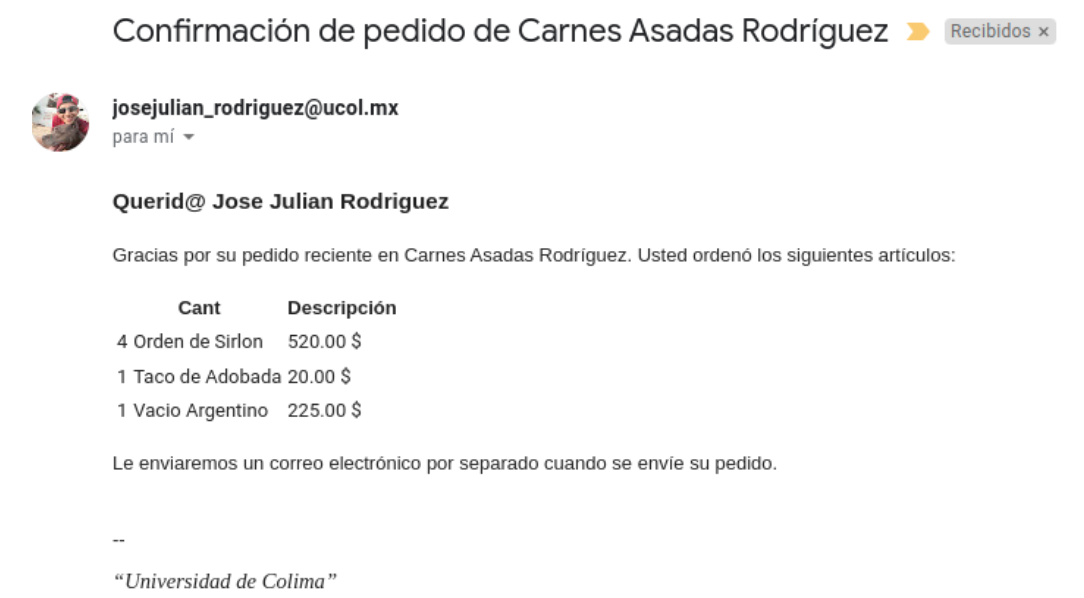 Confirmación de pedido de Carnes Asadas Rodríguez Recibidos ×
josejulian_rodriguez@ucol.mx
para mí
Querid@ Jose Julian Rodriguez
Gracias por su pedido reciente en Carnes Asadas Rodríguez. Usted ordenó los siguientes artículos:
Cant Descripción
4 Orden de Sirlon 520.00 $
1 Taco de Adobada 20.00 $
1 Vacio Argentino 225.00 $
Le enviaremos un correo electrónico por separado cuando se envíe su pedido.
--
“Universidad de Colima”